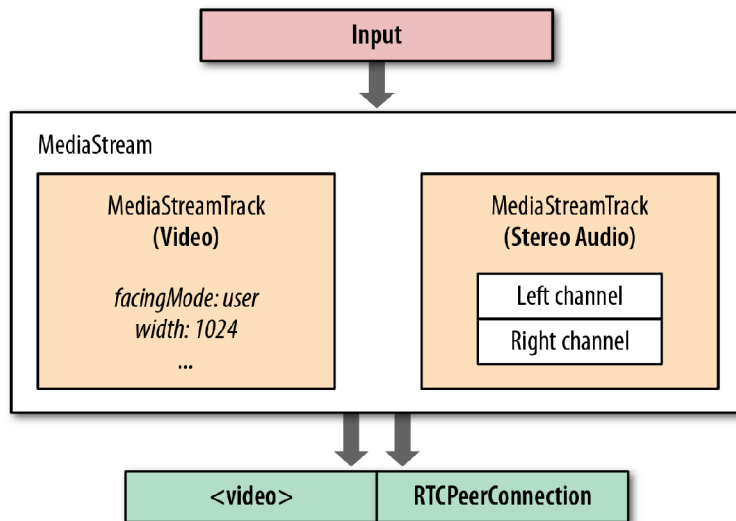 Input
MediaStream
MediaStreamTrack
(Video)
facingMode: user
width: 1024
...
MediaStreamTrack
(Stereo Audio)
Left channel
Right channel
<video>
RTCPeerConnection